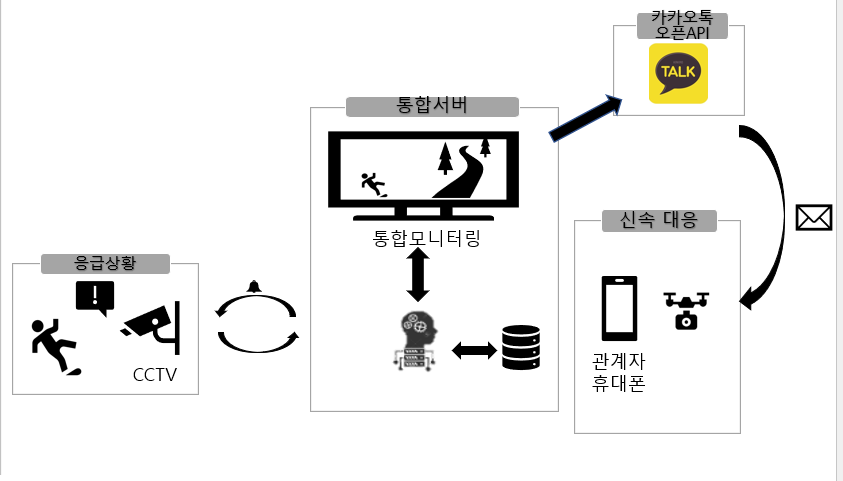 카카오톡
오픈API
TALK
통합서버
통합모니터링
신속 대응
응급상황
!
CCTV
관계자
휴대폰